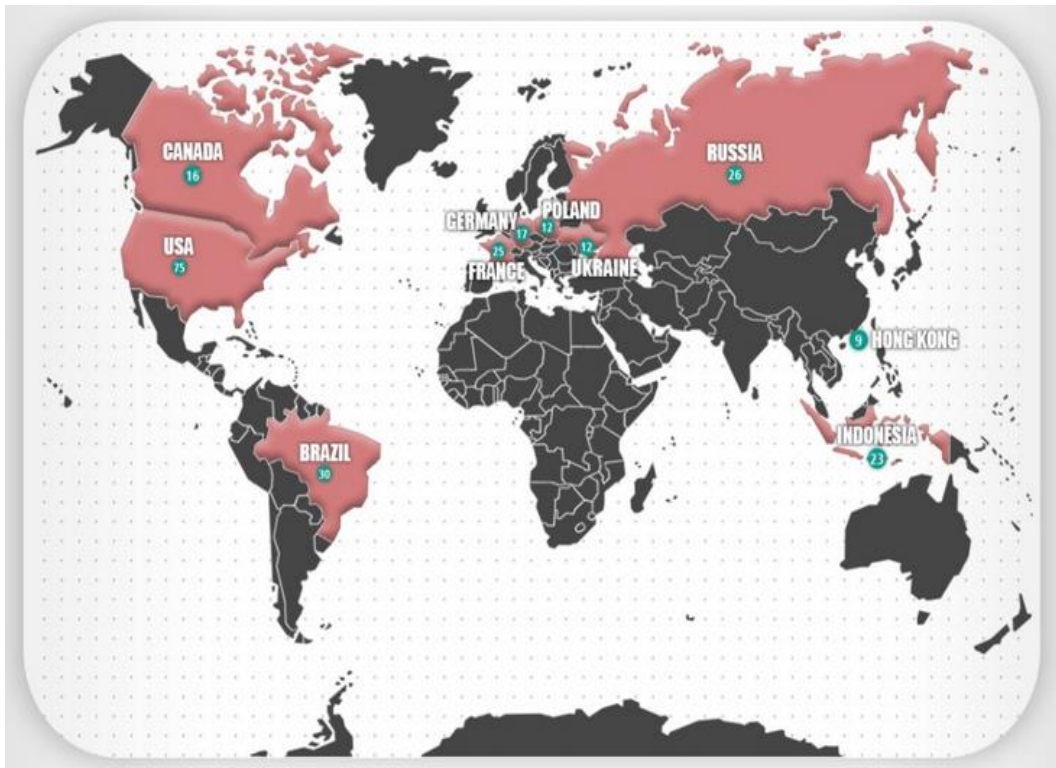 CANADA
16
RUSSIA
26
GERMANY
17
POLAND
12
USA
75
FRANCE
25
UKRAINE
12
HONG KONG
9
INDONESIA
23
BRAZIL
30